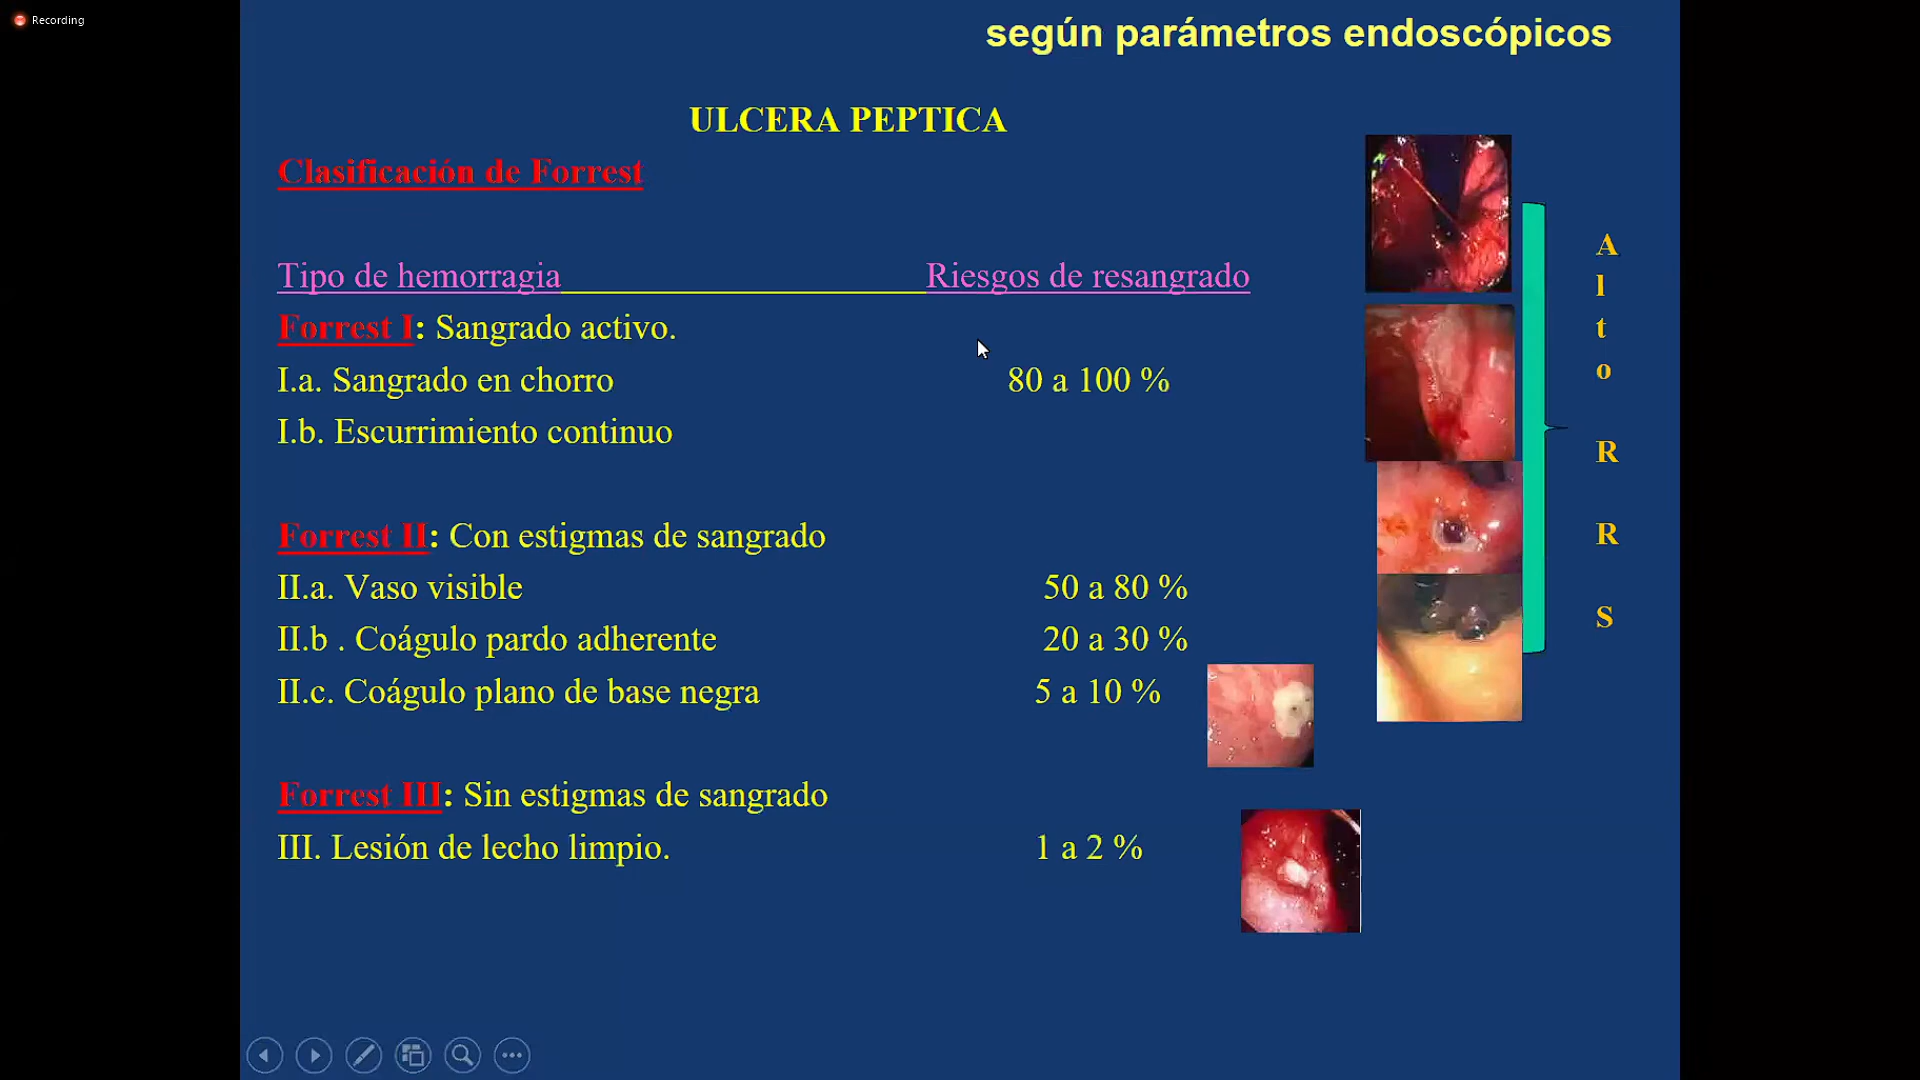 Recording
según parámetros endoscópicos
ULCERA PEPTICA
Clasificación de Forrest
Tipo de hemorragia Riesgos de resangrado
Forrest I: Sangrado activo.
I.a. Sangrado en chorro 80 a 100 %
I.b. Escurrimiento continuo
Forrest II: Con estigmas de sangrado
II.a. Vaso visible 50 a 80 %
II.b . Coágulo pardo adherente 20 a 30 %
II.c. Coágulo plano de base negra 5 a 10 %
Forrest III: Sin estigmas de sangrado
III. Lesión de lecho limpio. 1 a 2 %
Alto R R S